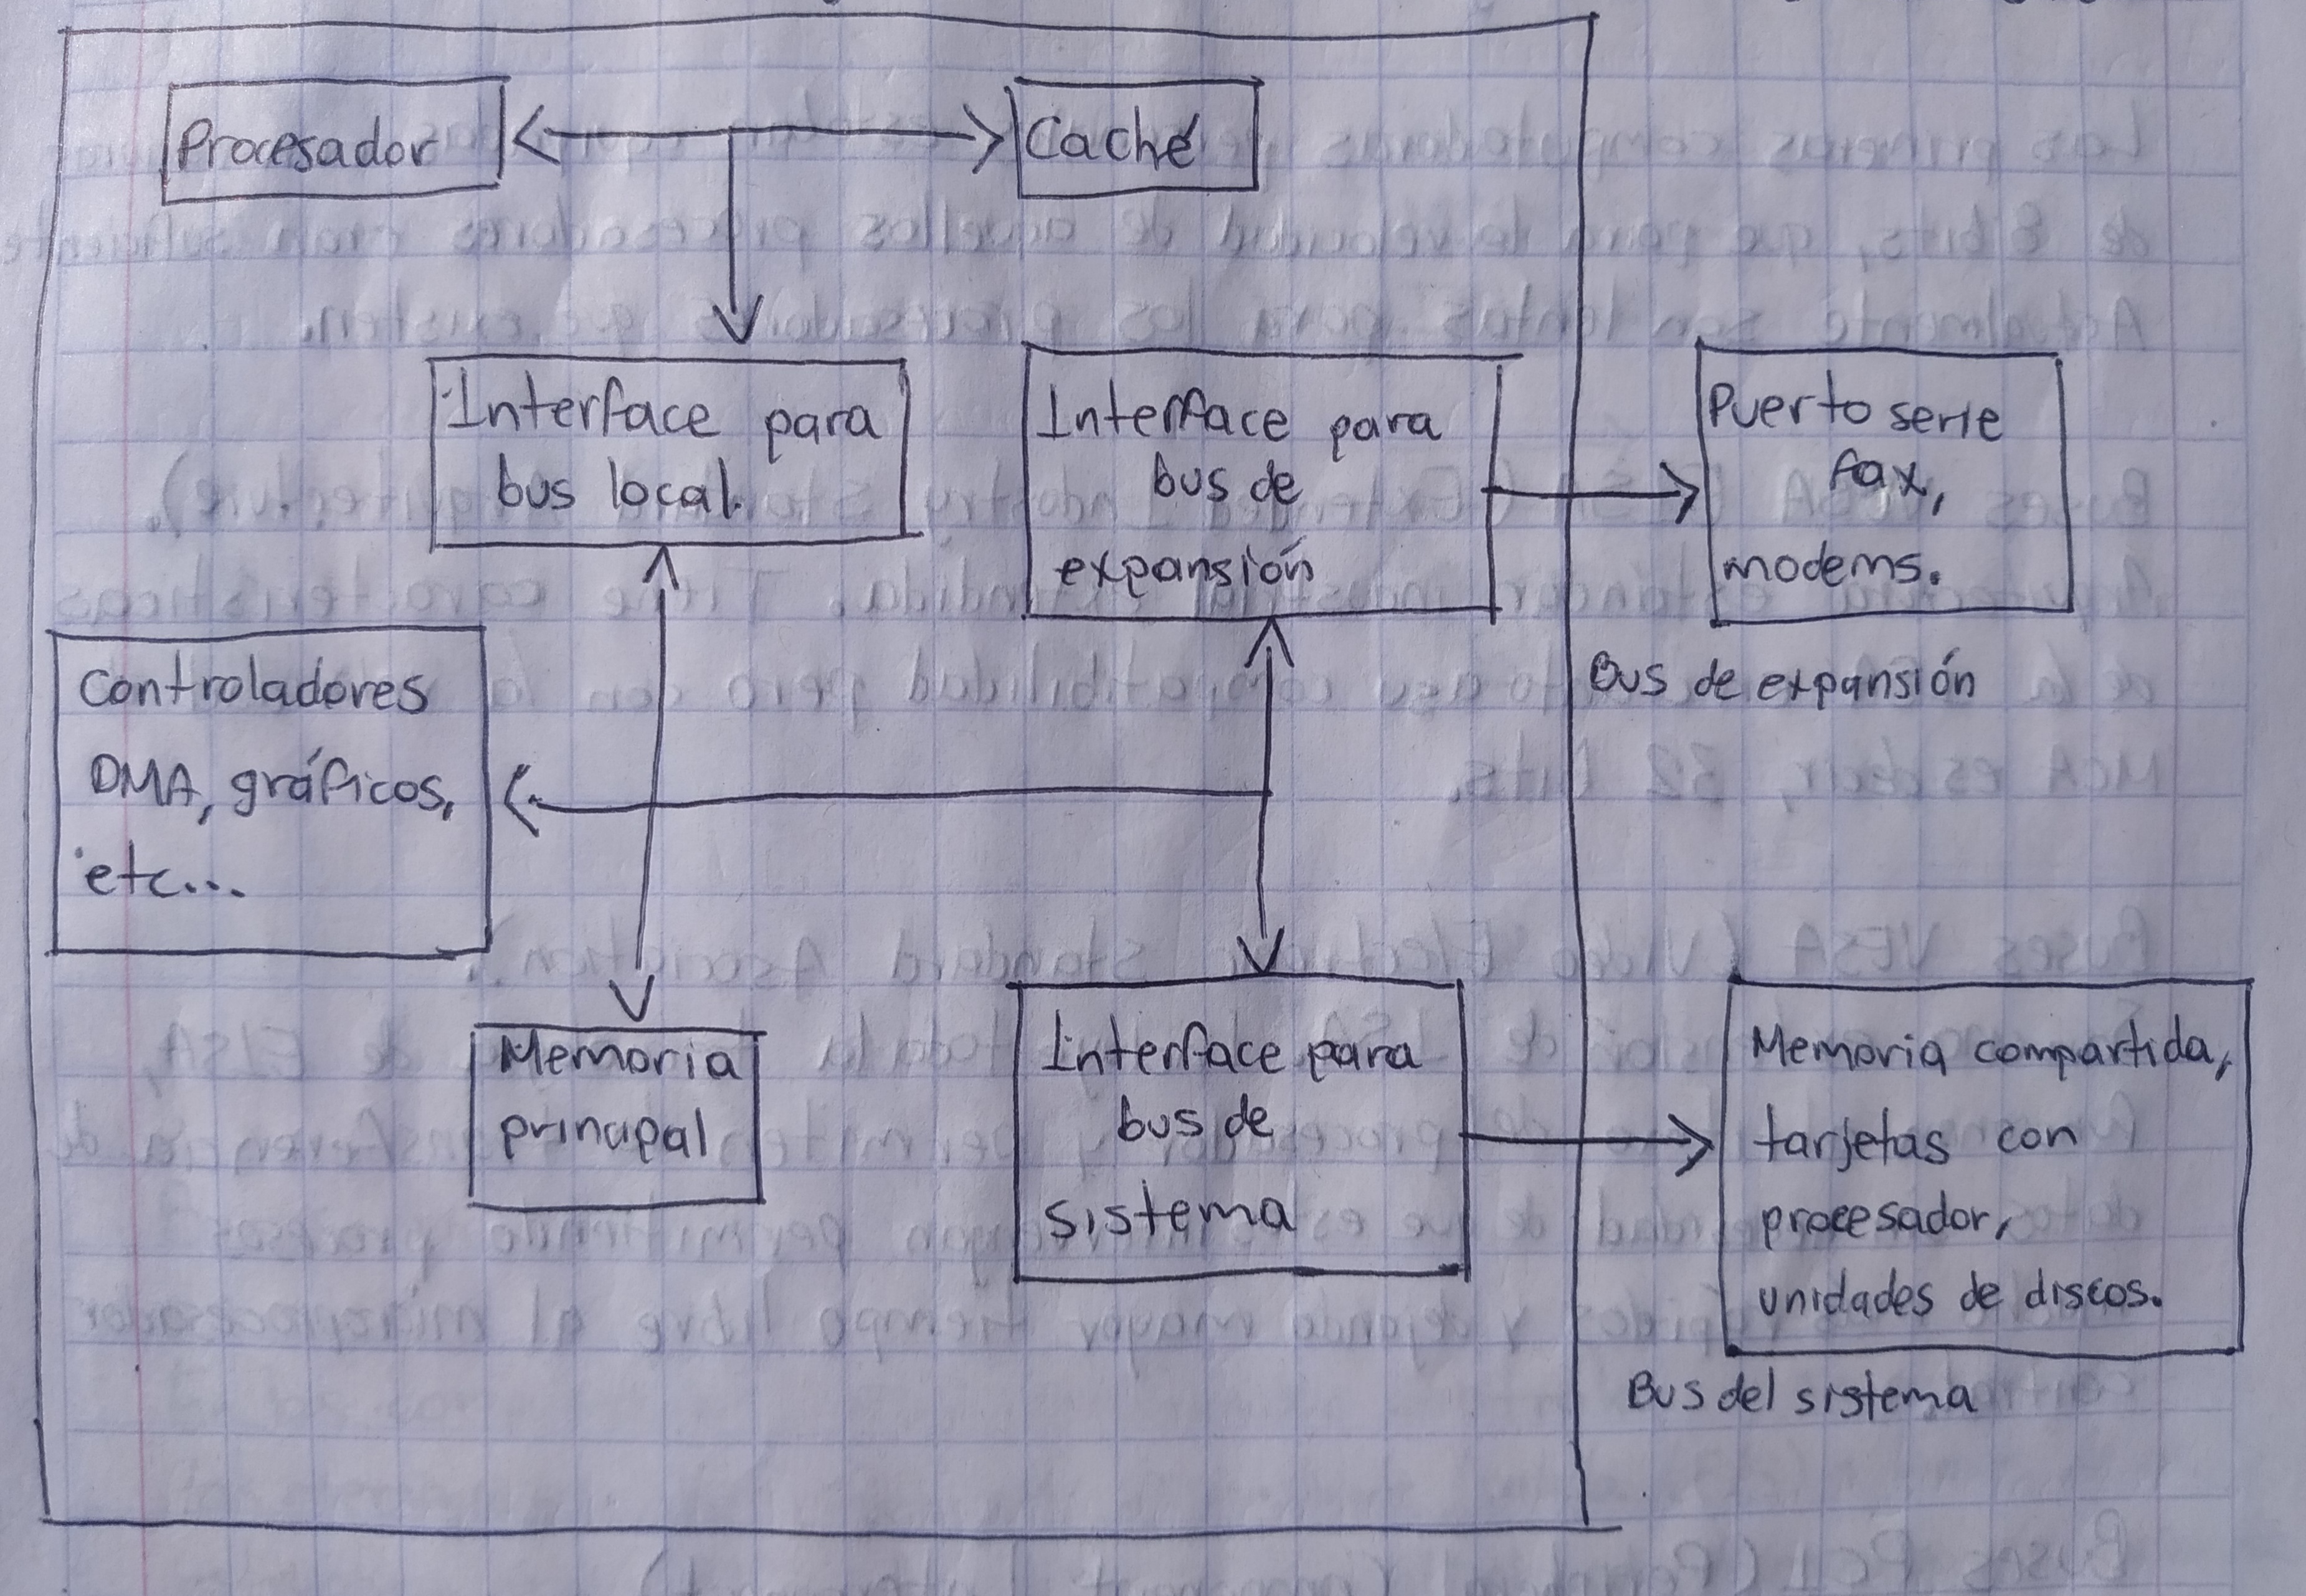 Procesador
Caché
Interface para
bus local.
Interface para
bus de
expansión
Puerto serie
fax,
modems.
Bus de expansión
Controladores
DMA, gráficos,
etc...
Memoria
principal
Interface para
bus de
sistema
Memoria compartida,
tarjetas con
procesador,
unidades de discos.
Bus del sistema